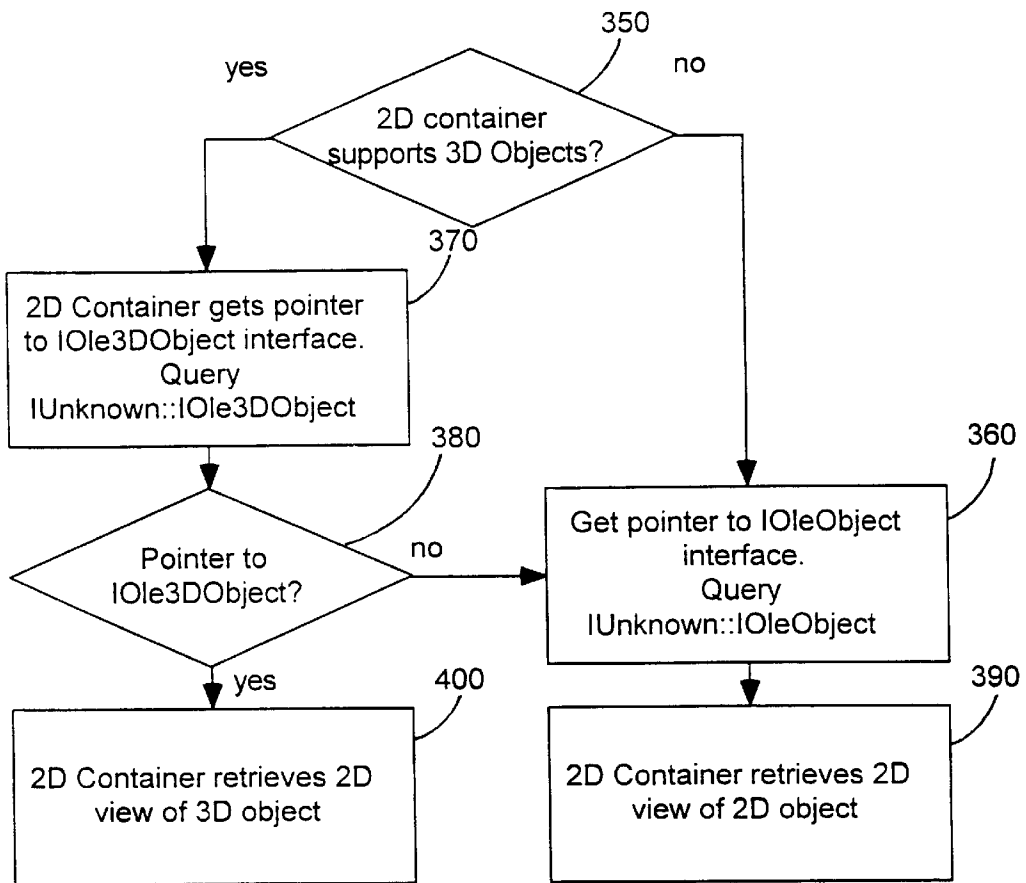 350
yes
no
2D container
supports 3D Objects?
370
2D Container gets pointer
to IOle3DObject interface.
Query
IUnknown::IOle3DObject
380
360
Pointer to
IOle3DObject?
no
Get pointer to IOleObject
interface.
Query
IUnknown::IOleObject
yes
400
390
2D Container retrieves 2D
view of 3D object
2D Container retrieves 2D
view of 2D object